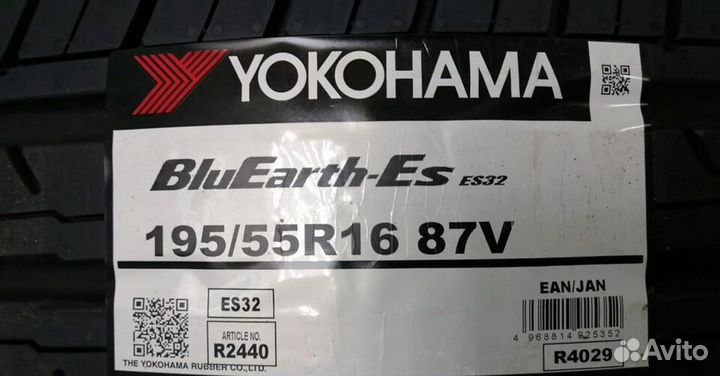 YOKOHAMA
BluEarth-Es ES32
195/55R16 87V
ES32
ARTICLE NO.
R2440
THE YOKOHAMA RUBBER CO., LTD.
EAN/JAN
4 968814 925352
R4029
Avito